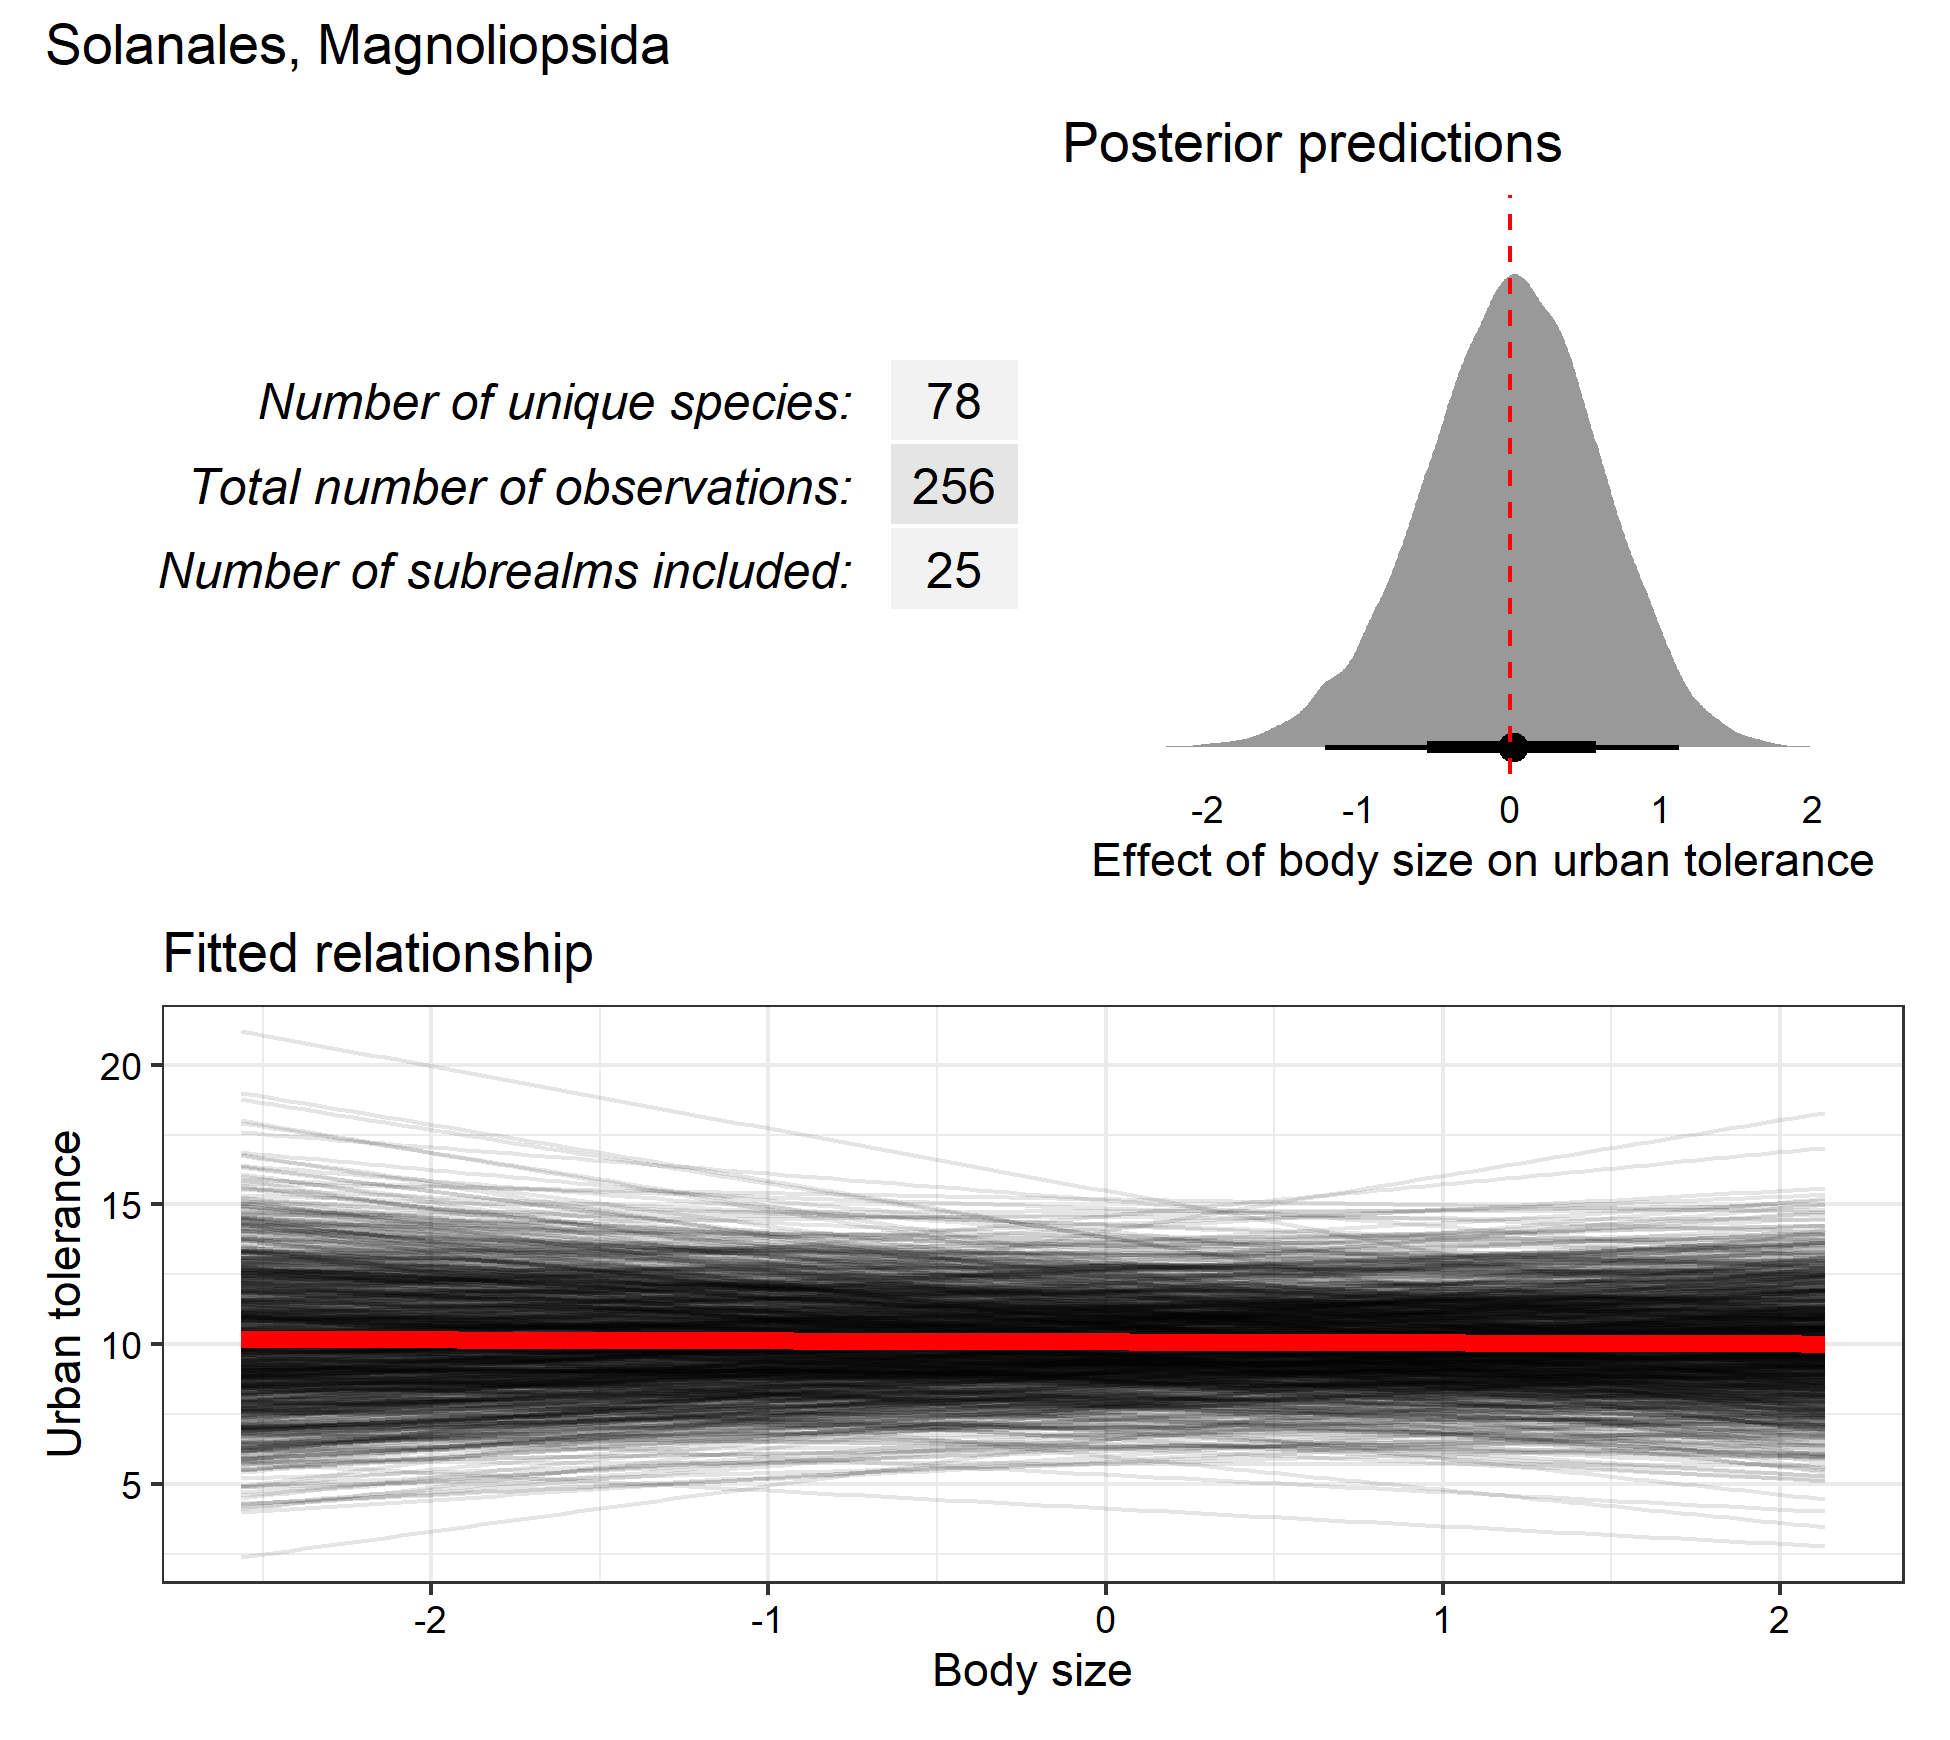 Solanales, Magnoliopsida
Posterior predictions
Number of unique species: 78
Total number of observations: 256
Number of subrealms included: 25
-2 -1 0 1 2
Effect of body size on urban tolerance
Fitted relationship
Urban tolerance
20
15
10
5
-2 -1 0 1 2
Body size